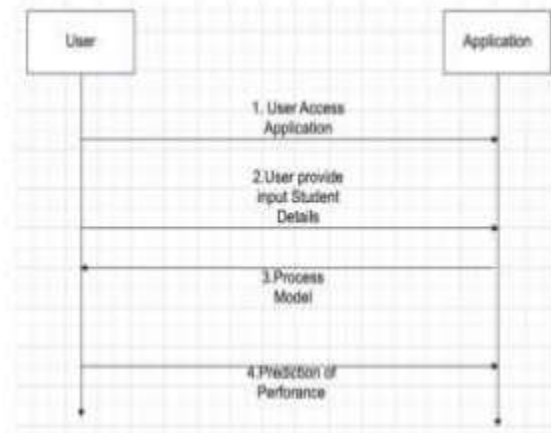 User
Application
1. User Access
Application
2.User provide
input Student
Details
3.Process
Model
4.Prediction of
Perforance